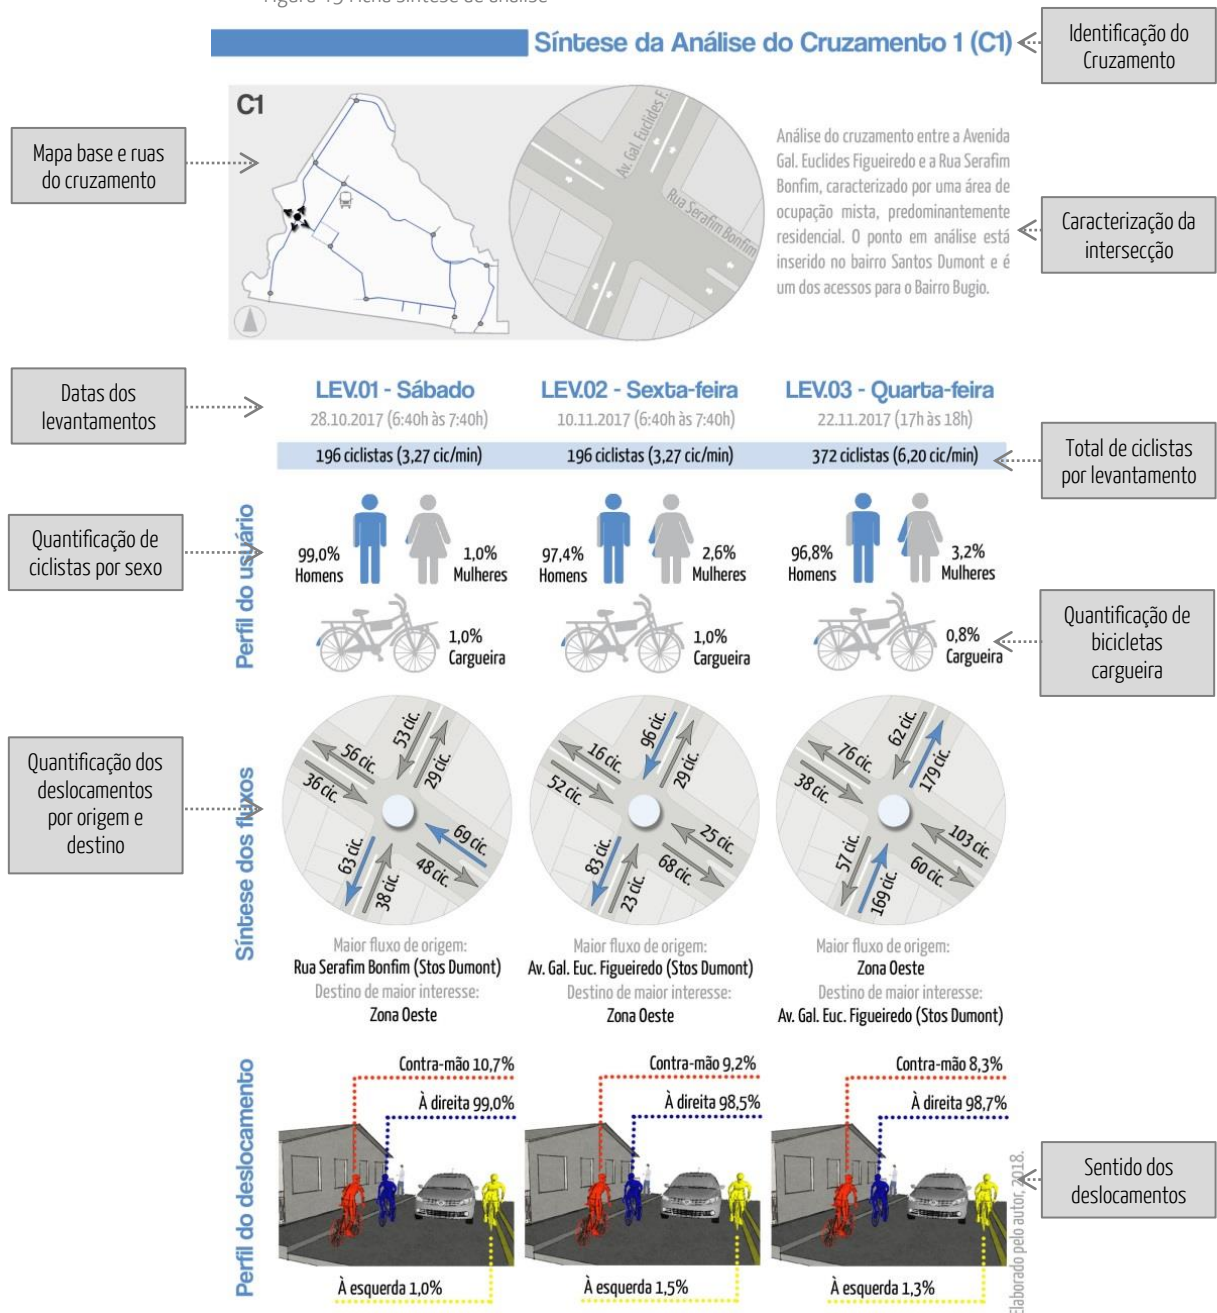 Figura 15 Ficha síntese de análise
Síntese da Análise do Cruzamento 1 (C1)
Identificação do
Cruzamento
C1
Av. Gal. Euclides F.
Rua Serafim Bonfim
Mapa base e ruas
do cruzamento
Análise do cruzamento entre a Avenida
Gal. Euclides Figueiredo e a Rua Serafim
Bonfim, caracterizado por uma área de
ocupação mista, predominantemente
residencial. O ponto em análise está
inserido no bairro Santos Dumont e é
um dos acessos para o Bairro Bugio.
Caracterização da
intersecção
Datas dos
levantamentos
LEV.01 - Sábado
28.10.2017 (6:40h às 7:40h)
LEV.02 - Sexta-feira
10.11.2017 (6:40h às 7:40h)
LEV.03 - Quarta-feira
22.11.2017 (17h às 18h)
196 ciclistas (3,27 cic/min)
196 ciclistas (3,27 cic/min)
372 ciclistas (6,20 cic/min)
Total de ciclistas
por levantamento
Perfil do usuário
Quantificação de
ciclistas por sexo
99,0%
Homens
1,0%
Mulheres
97,4%
Homens
2,6%
Mulheres
96,8%
Homens
3,2%
Mulheres
1,0%
Cargueira
1,0%
Cargueira
0,8%
Cargueira
Quantificação de
bicicletas
cargueira
Síntese dos fluxos
Quantificação dos
deslocamentos
por origem e
destino
53 cic.
29 cic.
56 cic.
36 cic.
69 cic.
48 cic.
63 cic.
38 cic.
96 cic.
29 cic.
16 cic.
52 cic.
25 cic.
68 cic.
83 cic.
23 cic.
62 cic.
179 cic.
76 cic.
38 cic.
103 cic.
60 cic.
57 cic.
169 cic.
Maior fluxo de origem:
Rua Serafim Bonfim (Stos Dumont)
Destino de maior interesse:
Zona Oeste
Maior fluxo de origem:
Av. Gal. Euc. Figueiredo (Stos Dumont)
Destino de maior interesse:
Zona Oeste
Maior fluxo de origem:
Zona Oeste
Destino de maior interesse:
Av. Gal. Euc. Figueiredo (Stos Dumont)
Perfil do deslocamento
Contra-mão 10,7%
À direita 99,0%
À esquerda 1,0%
Contra-mão 9,2%
À direita 98,5%
À esquerda 1,5%
Contra-mão 8,3%
À direita 98,7%
À esquerda 1,3%
Elaborado pelo autor, 2018.
Sentido dos
deslocamentos